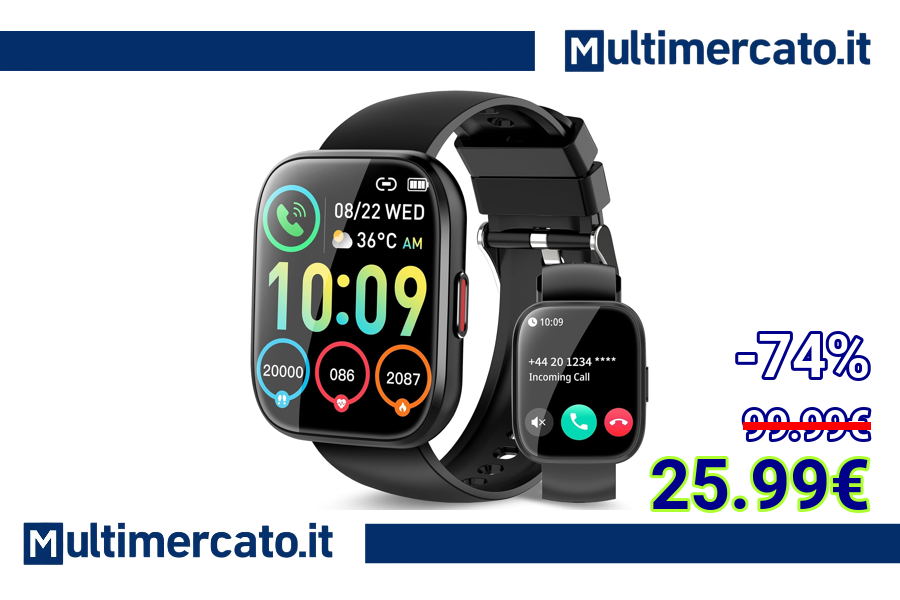 Multimercato.it
08/22 WED
36°C AM
10:09
20000
086
2087
10:09
+44 20 1234 ****
Incoming Call
-74%
99.99€
25.99€
Multimercato.it